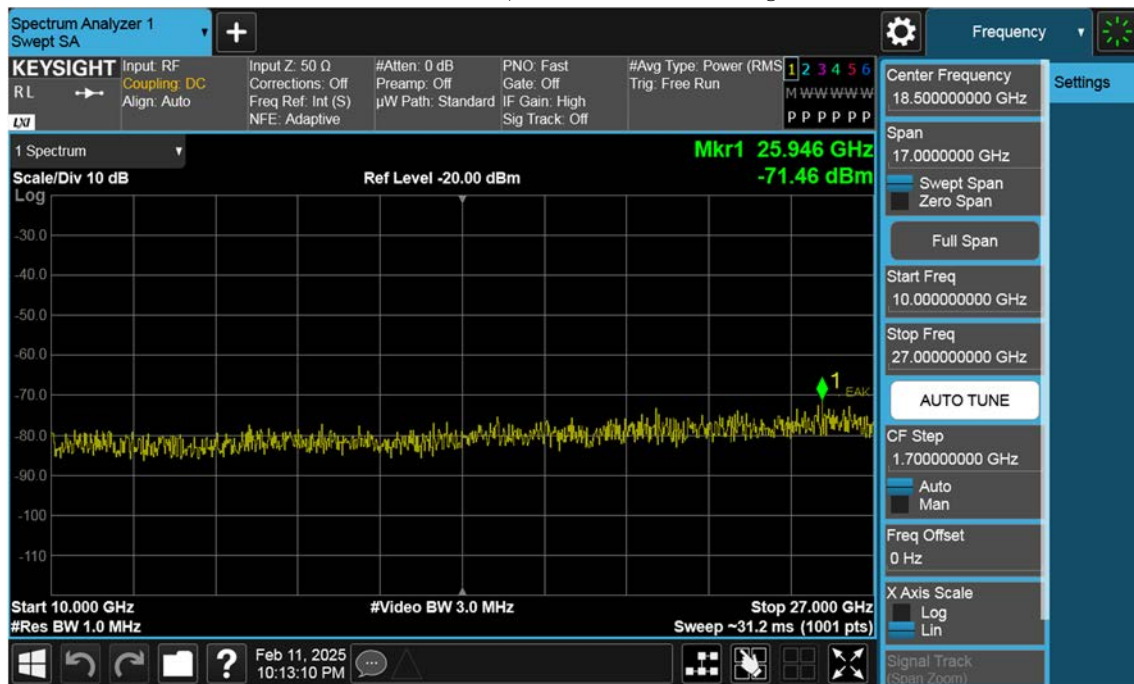 Spectrum Analyzer 1
Swept SA
+
Frequency
KEYSIGHT
RL
LXI
Input: RF
Coupling: DC
Align: Auto
Input Z: 50 Ω
Corrections: Off
Freq Ref: Int (S)
NFE: Adaptive
#Atten: 0 dB
Preamp: Off
µW Path: Standard
PNO: Fast
Gate: Off
IF Gain: High
Sig Track: Off
#Avg Type: Power (RMS
Trig: Free Run
1 2 3 4 5 6
M W W W W W
P P P P P P
1 Spectrum
Mkr1 25.946 GHz
-71.46 dBm
Scale/Div 10 dB
Ref Level -20.00 dBm
Log
-30.0
-40.0
-50.0
-60.0
-70.0
-80.0
-90.0
-100
-110
1
EAK
Start 10.000 GHz
#Video BW 3.0 MHz
Stop 27.000 GHz
#Res BW 1.0 MHz
Sweep ~31.2 ms (1001 pts)
?
Feb 11, 2025
10:13:10 PM
Center Frequency
18.500000000 GHz
Span
17.0000000 GHz
Swept Span
Zero Span
Full Span
Start Freq
10.000000000 GHz
Stop Freq
27.000000000 GHz
AUTO TUNE
CF Step
1.700000000 GHz
Auto
Man
Freq Offset
0 Hz
X Axis Scale
Log
Lin
Signal Track
(Span Zoom)
Settings